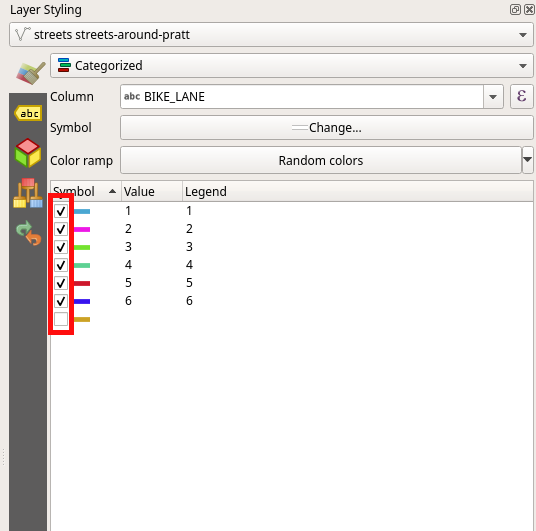 Layer Styling
streets streets-around-pratt
Categorized
Column abc BIKE_LANE ε
abc
Symbol Change...
Color ramp Random colors
Symbol Value Legend
1 1
2 2
3 3
4 4
5 5
6 6